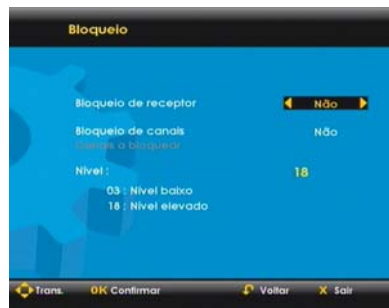 Bloqueio
Bloqueio de receptor Não
Bloqueio de canais Não
Canais a bloquear
Nível : 18
03 : Nível baixo
18 : Nível elevado
Trans. OK Confirmar Voltar X Sair